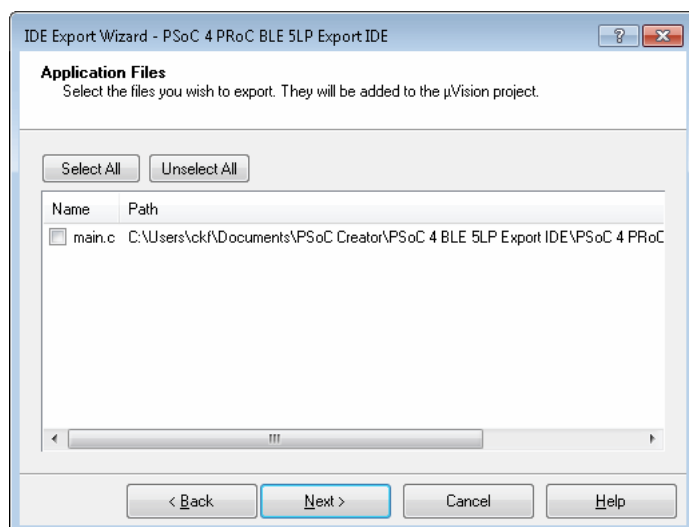 IDE Export Wizard - PSoC 4 PRoC BLE 5LP Export IDE
Application Files
Select the files you wish to export. They will be added to the µVision project.
Select All Unselect All
Name Path
main.c C:\Users\ckf\Documents\PSoC Creator\PSoC 4 BLE 5LP Export IDE\PSoC 4 PRoC
< Back Next > Cancel Help